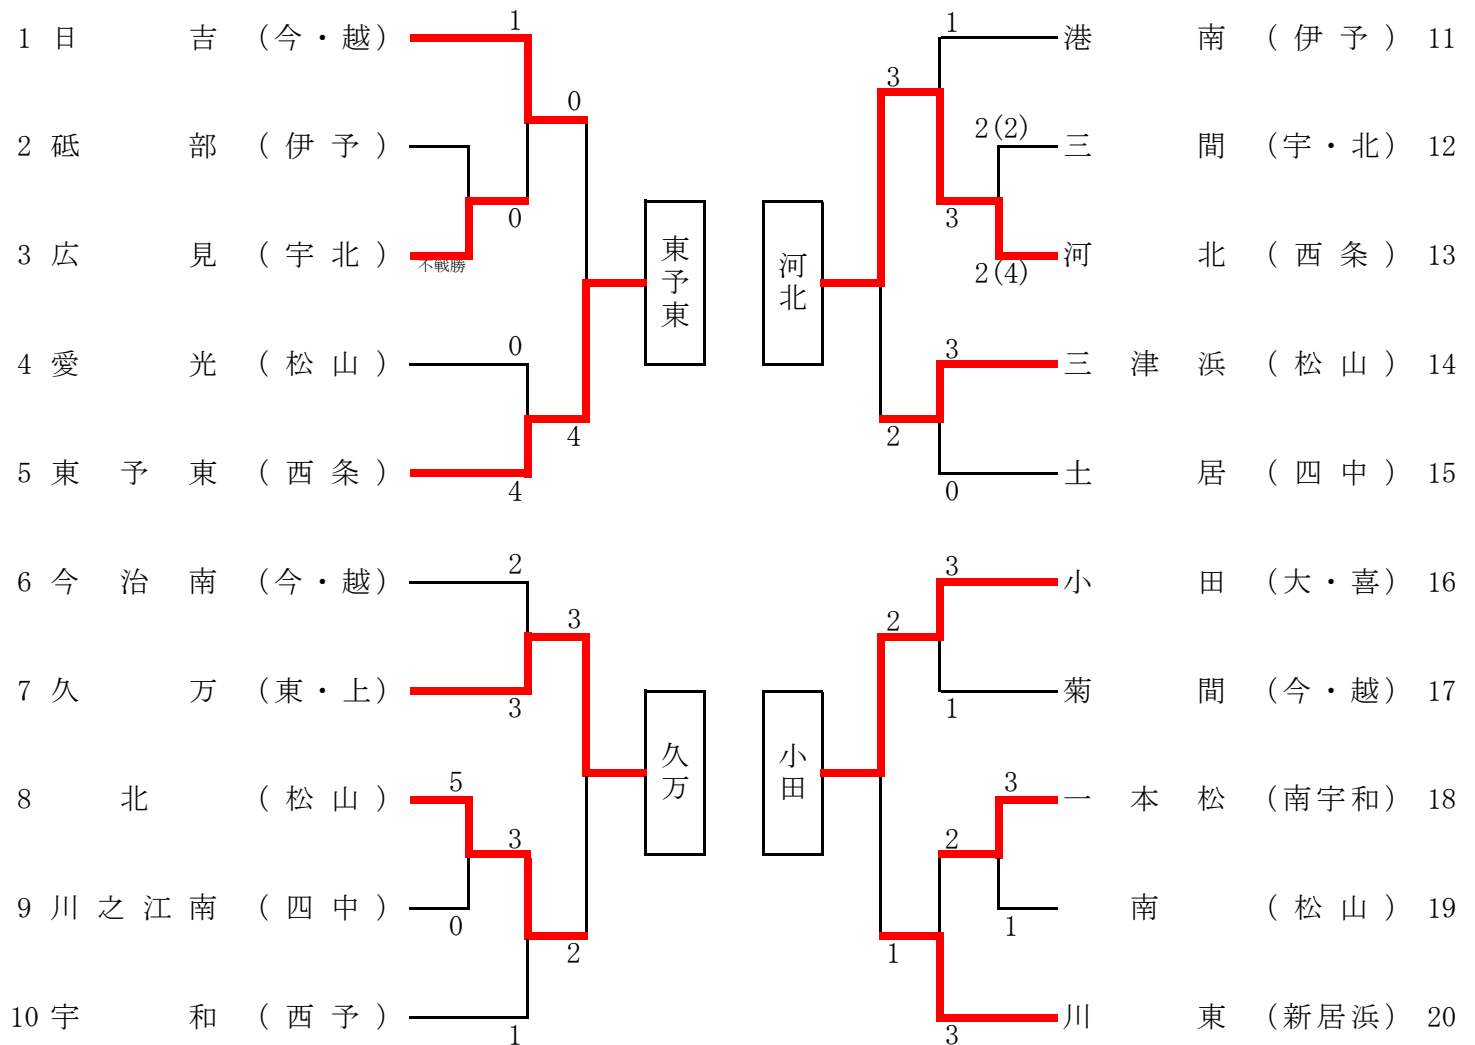 1 日吉 (今・越)
1
0
2 砥部 (伊予)
0
3 広見 (宇北)
不戦勝
4 愛光 (松山)
0
4
5 東予東 (西条)
4
東予東
6 今治南 (今・越)
2
3
7 久万 (東・上)
3
8 北 (松山)
5
3
9 川之江南 (四中)
0
2
10 宇和 (西予)
1
久万
1
港南 (伊予) 11
3
2(2)
三間 (宇・北) 12
3
河北 (西条) 13
2(4)
河北
3
三津浜 (松山) 14
2
土居 (四中) 15
0
3
小田 (大・喜) 16
2
菊間 (今・越) 17
1
小田
3
一本松 (南宇和) 18
2
南 (松山) 19
1
1
川東 (新居浜) 20
3